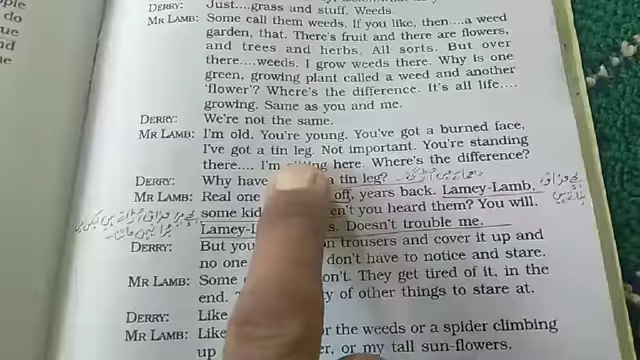 DERRY: Just....grass and stuff. Weeds.
MR LAMB: Some call them weeds. If you like, then....a weed
garden, that. There's fruit and there are flowers,
and trees and herbs. All sorts. But over
there....weeds. I grow weeds there. Why is one
green, growing plant called a weed and another
'flower'? Where's the difference. It's all life....
growing. Same as you and me.
DERRY: We're not the same.
MR LAMB: I'm old. You're young. You've got a burned face,
I've got a tin leg. Not important. You're standing
there.... I'm sitting here. Where's the difference?
DERRY: Why have a tin leg?
MR LAMB: Real one off, years back. Lamey-Lamb,
some kid heard them? You will.
Doesn't trouble me.
DERRY: But you trousers and cover it up and
no one don't have to notice and stare.
MR LAMB: Some They get tired of it, in the
end. of other things to stare at.
DERRY: Like
MR LAMB: Like the weeds or a spider climbing
up or my tall sun-flowers.